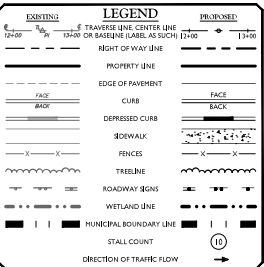 LEGEND
EXISTING
PROPOSED
TRAVERSE LINE, CENTER LINE
OR BASELINE (LABEL AS SUCH)
12+00 PI 13+00
12+00 13+00
RIGHT OF WAY LINE
PROPERTY LINE
EDGE OF PAVEMENT
FACE CURB FACE
BACK BACK
DEPRESSED CURB
SIDEWALK
FENCES
TREELINE
ROADWAY SIGNS
WETLAND LINE
MUNICIPAL BOUNDARY LINE
STALL COUNT 10
DIRECTION OF TRAFFIC FLOW